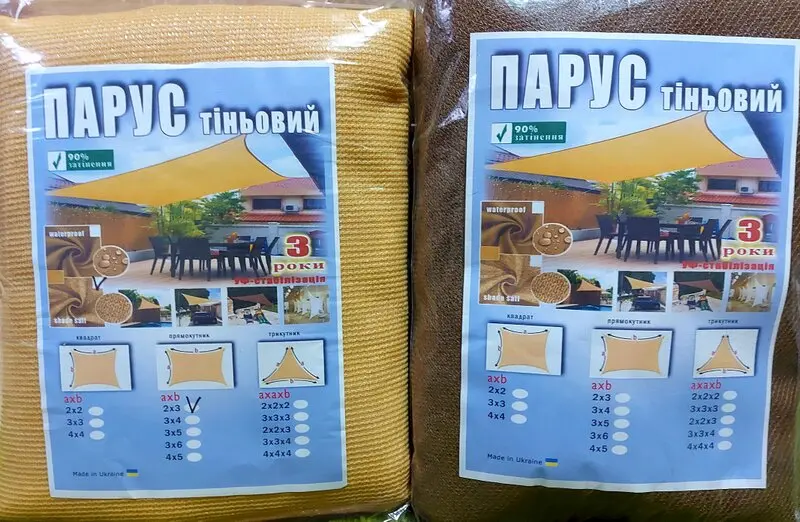 ПАРУС тіньовий
90%
затінення
waterproof
3
роки
УФ-стабілізація
shade sail
квадрат прямокутник трикутник
a b a b a b
axb axb axaxb
2x2 2x3 2x2x2
3x3 3x4 3x3x3
4x4 3x5 2x2x3
3x6 3x3x4
4x5 4x4x4
Made in Ukraine
ПАРУС тіньовий
90%
затінення
waterproof
3
роки
УФ-стабілізація
shade sail
квадрат прямокутник трикутник
a b a b a b
axb axb axaxb
2x2 2x3 2x2x2
3x3 3x4 3x3x3
4x4 3x5 2x2x3
3x6 3x3x4
4x5 4x4x4
Made in Ukraine